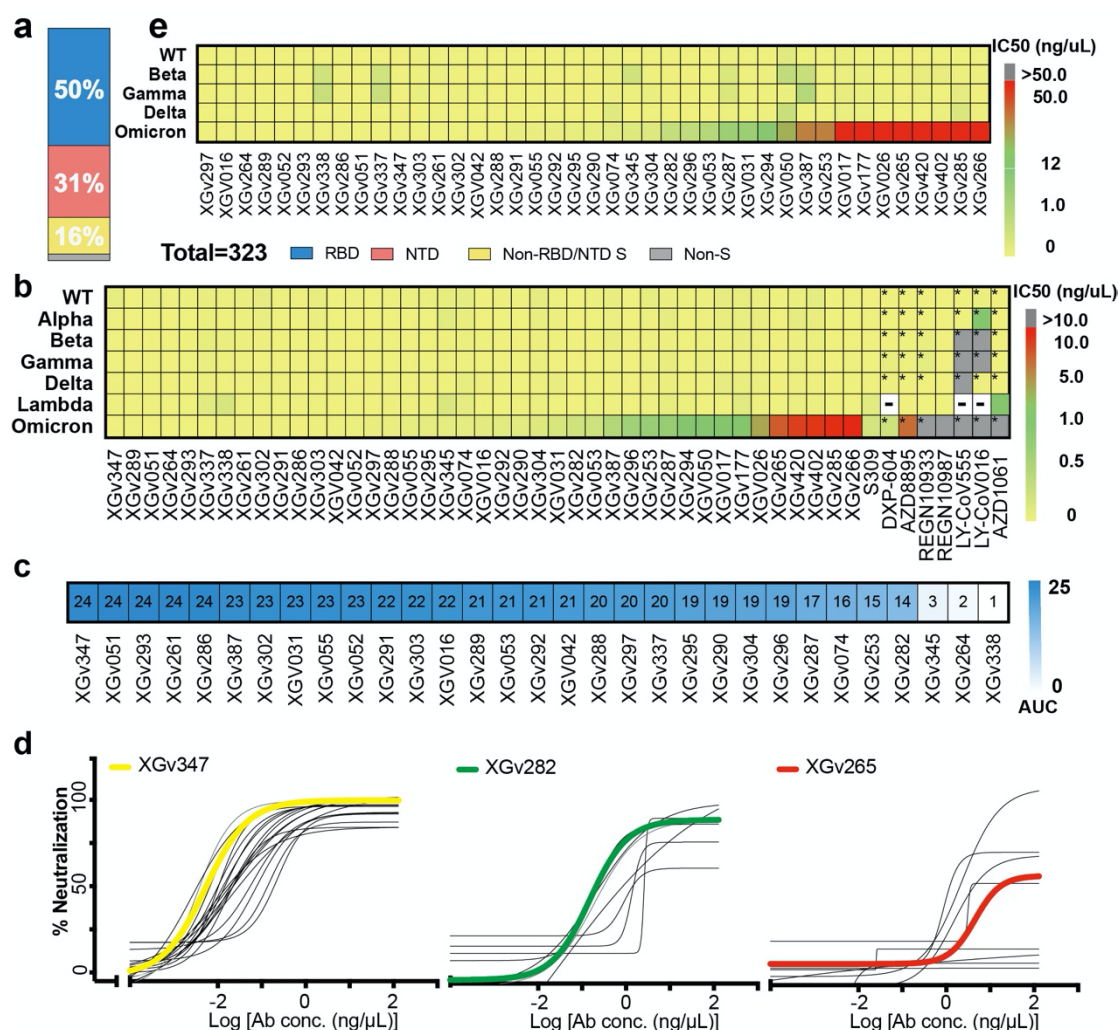 a
50%
31%
16%
e
WT
Beta
Gamma
Delta
Omicron
XGv297 XGV016 XGv264 XGv289 XGv052 XGv293 XGv338 XGv286 XGv051 XGv337 XGv347 XGv303 XGv261 XGv302 XGV042 XGv288 XGv291 XGv055 XGv292 XGv295 XGv290 XGv074 XGv345 XGv304 XGv282 XGv296 XGv053 XGv287 XGV031 XGv294 XGV050 XGv387 XGv253 XGV017 XGv177 XGV026 XGv265 XGv420 XGv402 XGv285 XGv266
IC50 (ng/uL)
>50.0
50.0
12
1.0
0
Total=323 RBD NTD Non-RBD/NTD S Non-S
b
WT * * * * * *
Alpha * * * * * *
Beta * * * * * *
Gamma * * * * * *
Delta * * * * * *
Lambda - - -
Omicron * * * * * *
XGv347 XGv289 XGv051 XGv264 XGv293 XGv337 XGv338 XGv261 XGv302 XGv291 XGv286 XGv303 XGV042 XGv052 XGv297 XGv288 XGv055 XGv295 XGv345 XGv074 XGV016 XGv292 XGv290 XGv304 XGV031 XGv282 XGv053 XGv387 XGv296 XGv253 XGv287 XGv294 XGV050 XGV017 XGv177 XGV026 XGv265 XGv420 XGv402 XGv285 XGv266 S309 DXP-604 AZD8895 REGN10933 REGN10987 LY-CoV555 LY-CoV016 AZD1061
IC50 (ng/uL)
>10.0
10.0
5.0
1.0
0.5
0
c
24 24 24 24 24 23 23 23 23 23 22 22 22 21 21 21 21 20 20 20 19 19 19 19 17 16 15 14 3 2 1
XGv347 XGv051 XGv293 XGv261 XGv286 XGv387 XGv302 XGV031 XGv055 XGv052 XGv291 XGv303 XGV016 XGv289 XGv053 XGv292 XGV042 XGv288 XGv297 XGv337 XGv295 XGv290 XGv304 XGv296 XGv287 XGv074 XGv253 XGv282 XGv345 XGv264 XGv338
25
0
AUC
d
XGv347
XGv282
XGv265
% Neutralization
100
50
0
-2 0 2
Log [Ab conc. (ng/μL)]
-2 0 2
Log [Ab conc. (ng/μL)]
-2 0 2
Log [Ab conc. (ng/μL)]